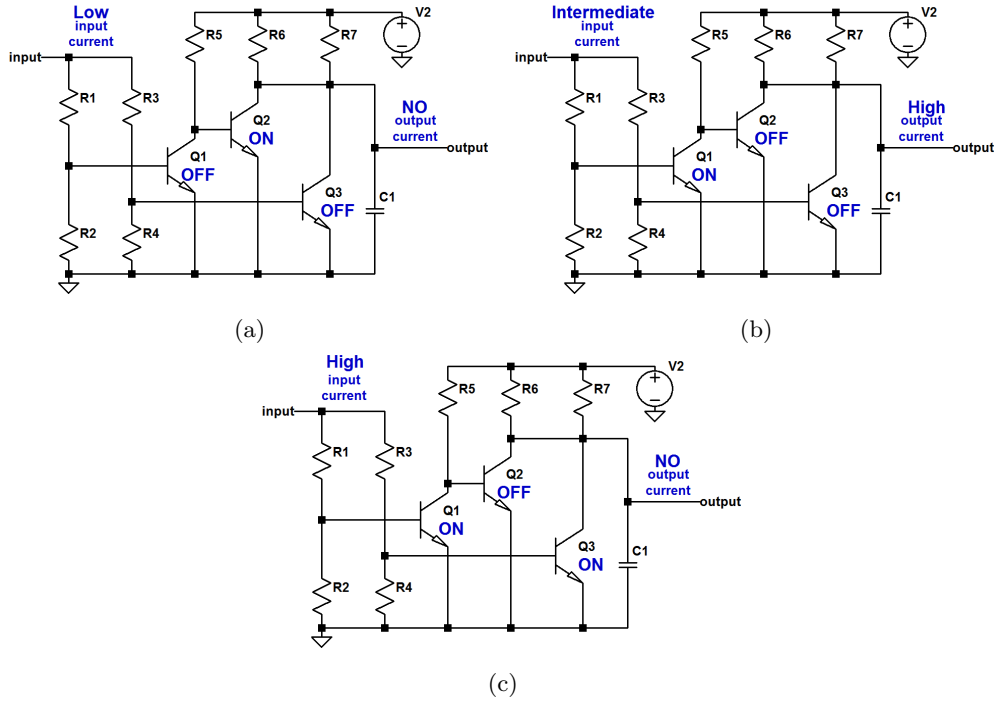 Low
input
current
input
R1
R2
R3
R4
R5
R6
R7
V2
Q1
OFF
Q2
ON
Q3
OFF
C1
NO
output
current
output
(a)
Intermediate
input
current
input
R1
R2
R3
R4
R5
R6
R7
V2
Q1
ON
Q2
OFF
Q3
OFF
C1
High
output
current
output
(b)
High
input
current
input
R1
R2
R3
R4
R5
R6
R7
V2
Q1
ON
Q2
OFF
Q3
ON
C1
NO
output
current
output
(c)